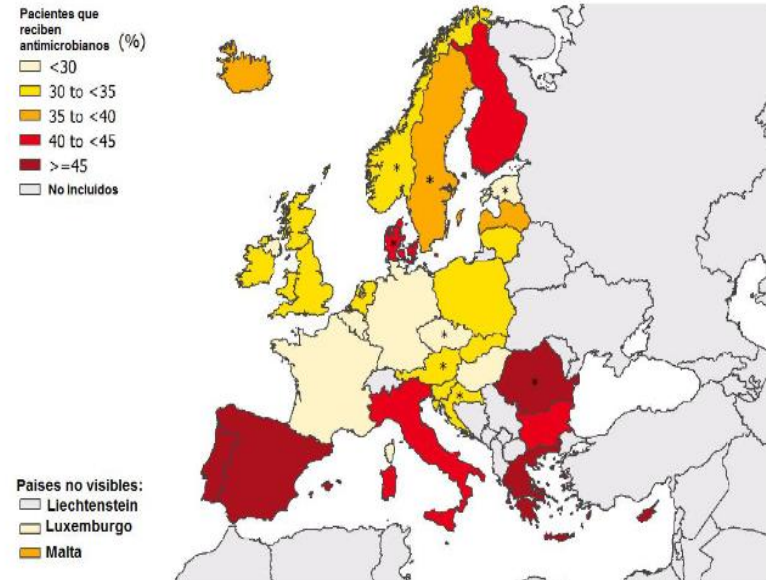 Pacientes que
reciben
antimicrobianos (%)
<30
30 to <35
35 to <40
40 to <45
>=45
No incluidos
*
*
*
*
*
*
*
*
Paises no visibles:
Liechtenstein
Luxemburgo
Malta